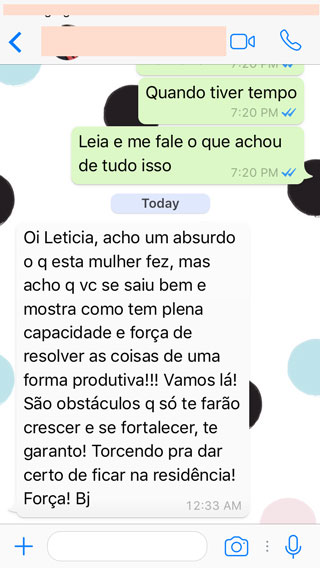 7:20 PM
Quando tiver tempo
7:20 PM
Leia e me fale o que achou
de tudo isso
7:20 PM
Today
Oi Leticia, acho um absurdo
o q esta mulher fez, mas
acho q vc se saiu bem e
mostra como tem plena
capacidade e força de
resolver as coisas de uma
forma produtiva!!! Vamos lá!
São obstáculos q só te farão
crescer e se fortalecer, te
garanto! Torcendo pra dar
certo de ficar na residência!
Força! Bj
12:33 AM